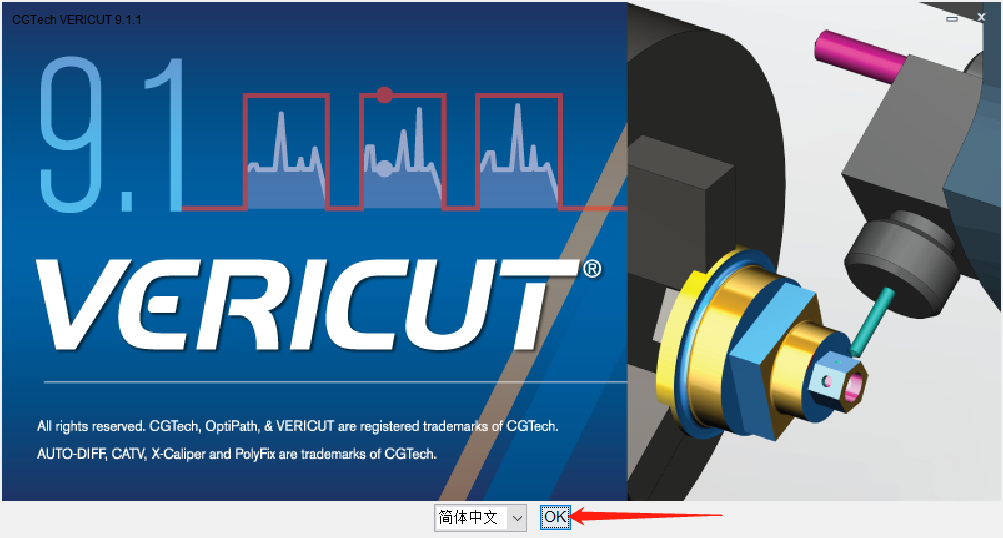 CGTech VERICUT 9.1.1
9.1
VERICUT®
All rights reserved. CGTech, OptiPath, & VERICUT are registered trademarks of CGTech.
AUTO-DIFF, CATV, X-Caliper and PolyFix are trademarks of CGTech.
简体中文
OK